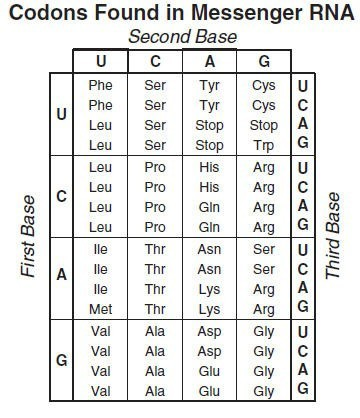 Codons Found in Messenger RNA
Second Base
U C A G
First Base
U
Phe Ser Tyr Cys U
Phe Ser Tyr Cys C
Leu Ser Stop Stop A
Leu Ser Stop Trp G
C
Leu Pro His Arg U
Leu Pro His Arg C
Leu Pro Gln Arg A
Leu Pro Gln Arg G
A
Ile Thr Asn Ser U
Ile Thr Asn Ser C
Ile Thr Lys Arg A
Met Thr Lys Arg G
G
Val Ala Asp Gly U
Val Ala Asp Gly C
Val Ala Glu Gly A
Val Ala Glu Gly G
Third Base